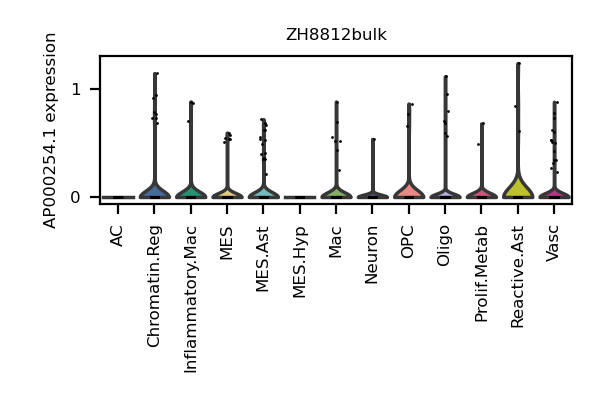 ZH8812bulk
AP000254.1 expression
1
0
AC
Chromatin.Reg
Inflammatory.Mac
MES
MES.Ast
MES.Hyp
Mac
Neuron
OPC
Oligo
Prolif.Metab
Reactive.Ast
Vasc